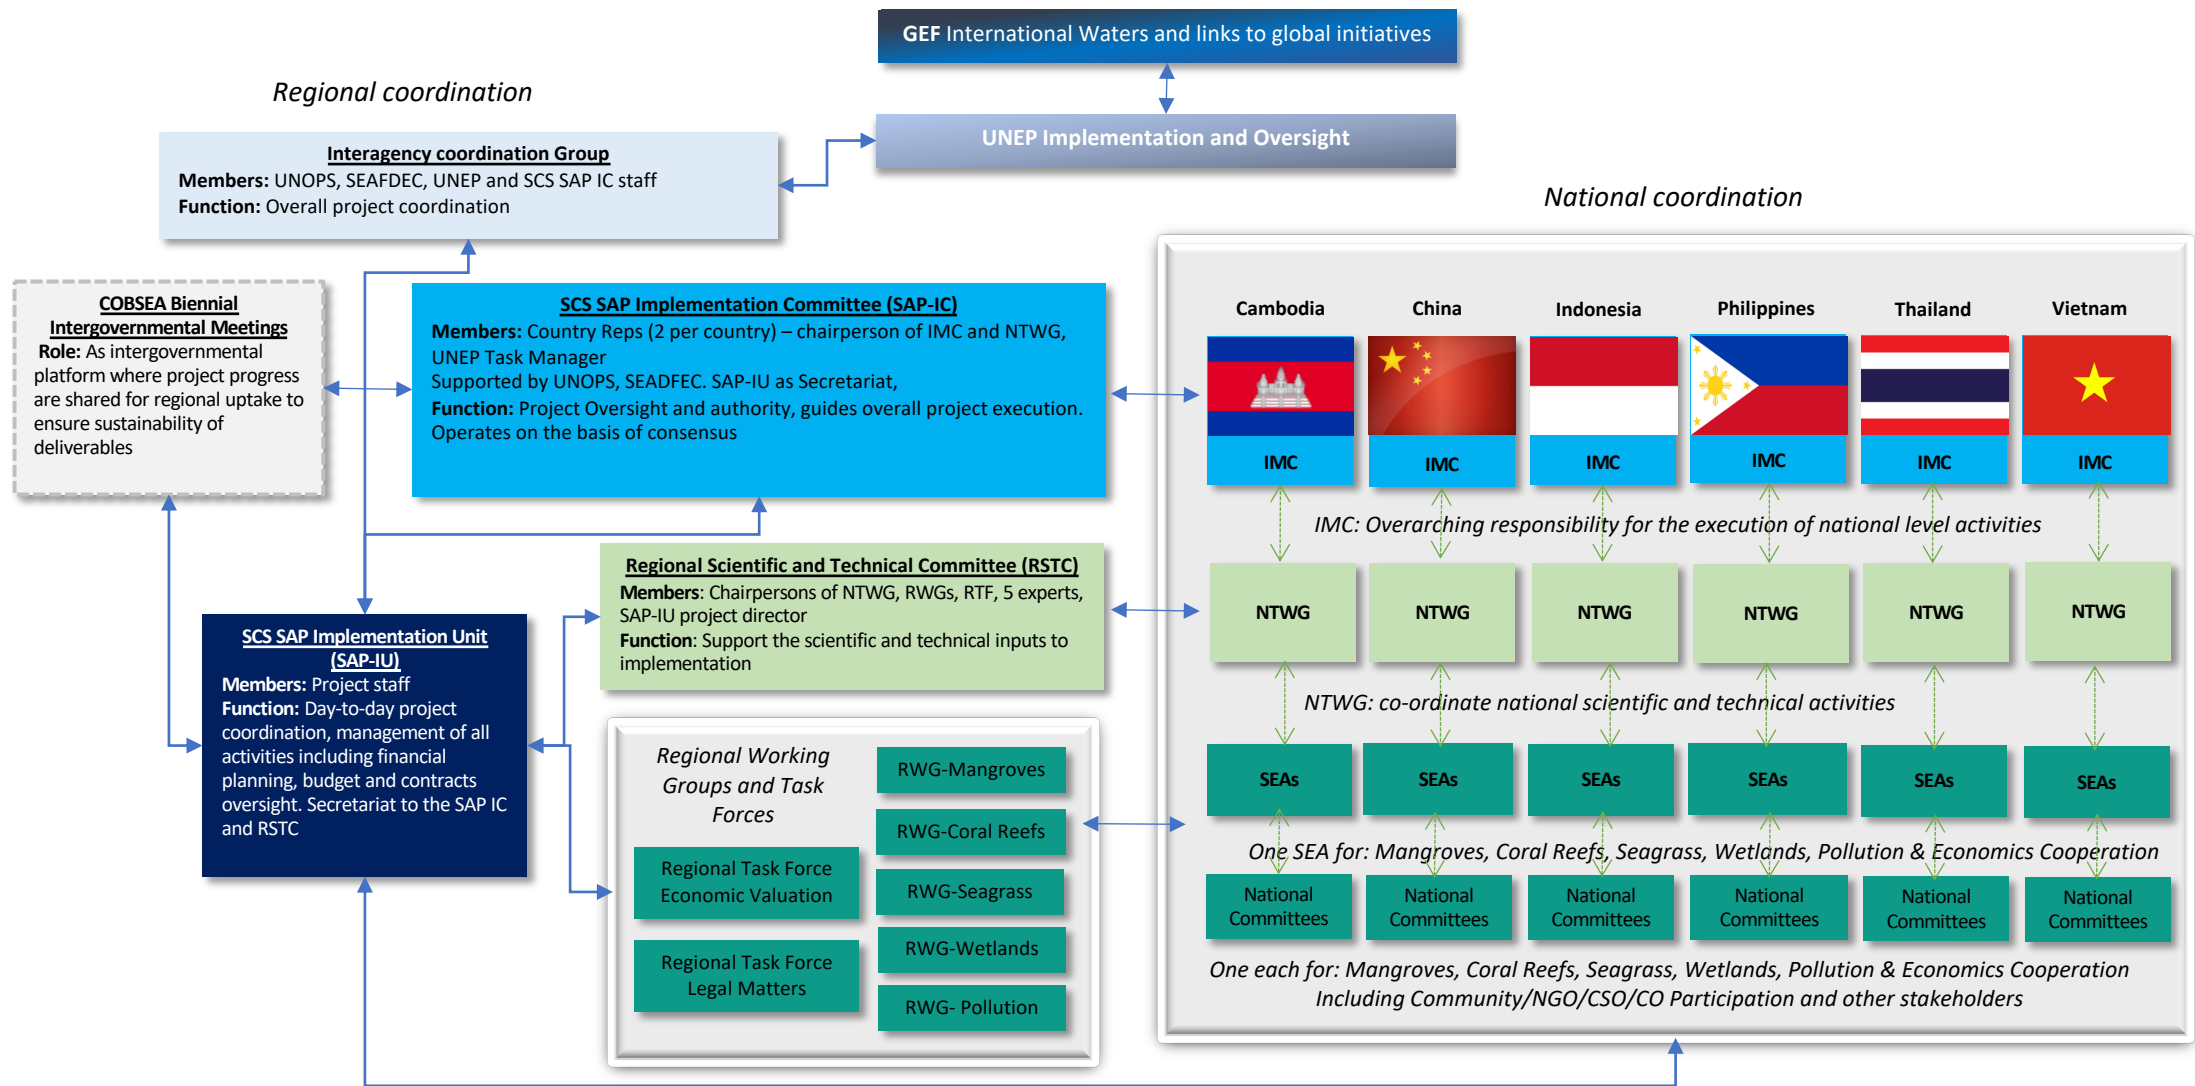 GEF International Waters and links to global initiatives
Regional coordination
UNEP Implementation and Oversight
Interagency coordination Group
Members: UNOPS, SEAFDEC, UNEP and SCS SAP IC staff
Function: Overall project coordination
National coordination
COBSEA Biennial
Intergovernmental Meetings
Role: As intergovernmental
platform where project progress
are shared for regional uptake to
ensure sustainability of
deliverables
SCS SAP Implementation Committee (SAP-IC)
Members: Country Reps (2 per country) – chairperson of IMC and NTWG,
UNEP Task Manager
Supported by UNOPS, SEADFEC. SAP-IU as Secretariat,
Function: Project Oversight and authority, guides overall project execution.
Operates on the basis of consensus
Cambodia China Indonesia Philippines Thailand Vietnam
IMC IMC IMC IMC IMC IMC
IMC: Overarching responsibility for the execution of national level activities
Regional Scientific and Technical Committee (RSTC)
Members: Chairpersons of NTWG, RWGs, RTF, 5 experts,
SAP-IU project director
Function: Support the scientific and technical inputs to
implementation
NTWG NTWG NTWG NTWG NTWG NTWG
NTWG: co-ordinate national scientific and technical activities
SCS SAP Implementation Unit
(SAP-IU)
Members: Project staff
Function: Day-to-day project
coordination, management of all
activities including financial
planning, budget and contracts
oversight. Secretariat to the SAP IC
and RSTC
Regional Working
Groups and Task
Forces
Regional Task Force
Economic Valuation
Regional Task Force
Legal Matters
RWG-Mangroves
RWG-Coral Reefs
RWG-Seagrass
RWG-Wetlands
RWG- Pollution
SEAs SEAs SEAs SEAs SEAs SEAs
One SEA for: Mangroves, Coral Reefs, Seagrass, Wetlands, Pollution & Economics Cooperation
National National National National National National
Committees Committees Committees Committees Committees Committees
One each for: Mangroves, Coral Reefs, Seagrass, Wetlands, Pollution & Economics Cooperation
Including Community/NGO/CSO/CO Participation and other stakeholders